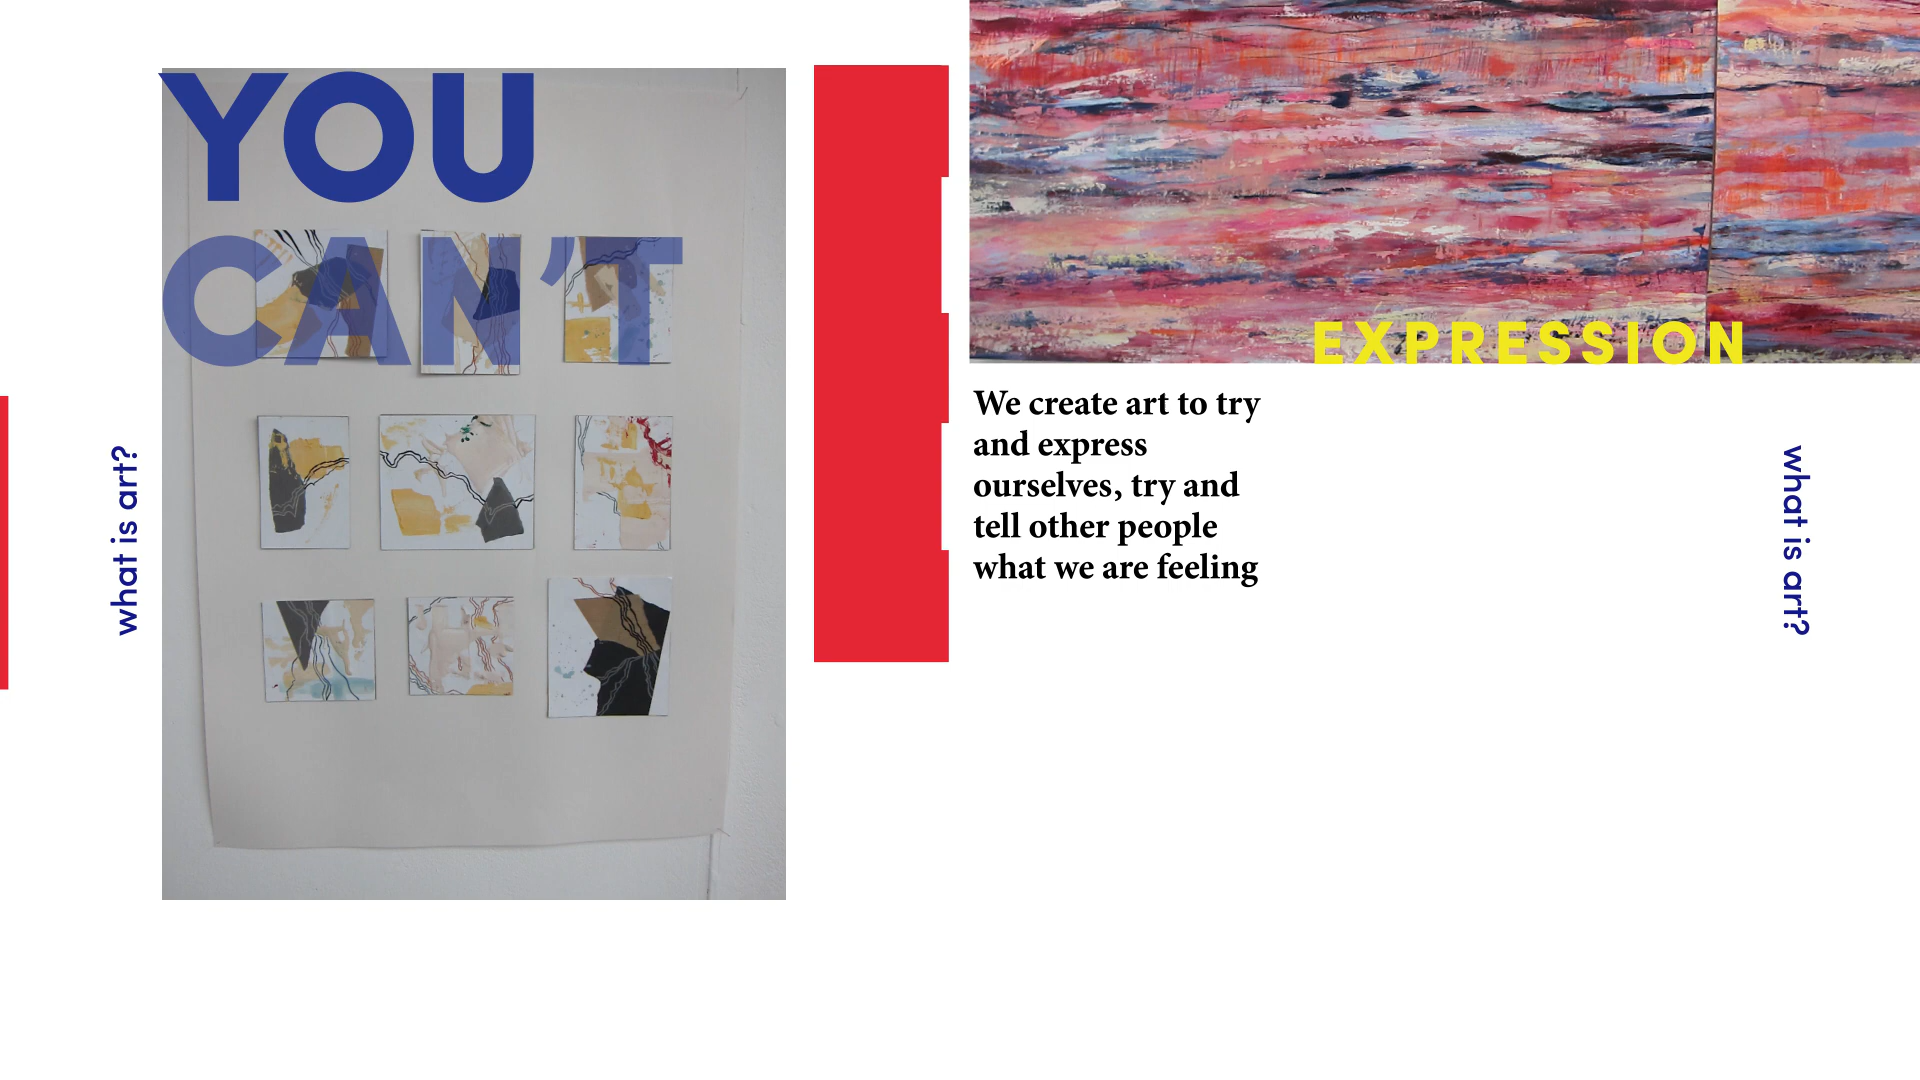 what is art?
YOU
CAN’T
EXPRESSION
We create art to try
and express
ourselves, try and
tell other people
what we are feeling
what is art?